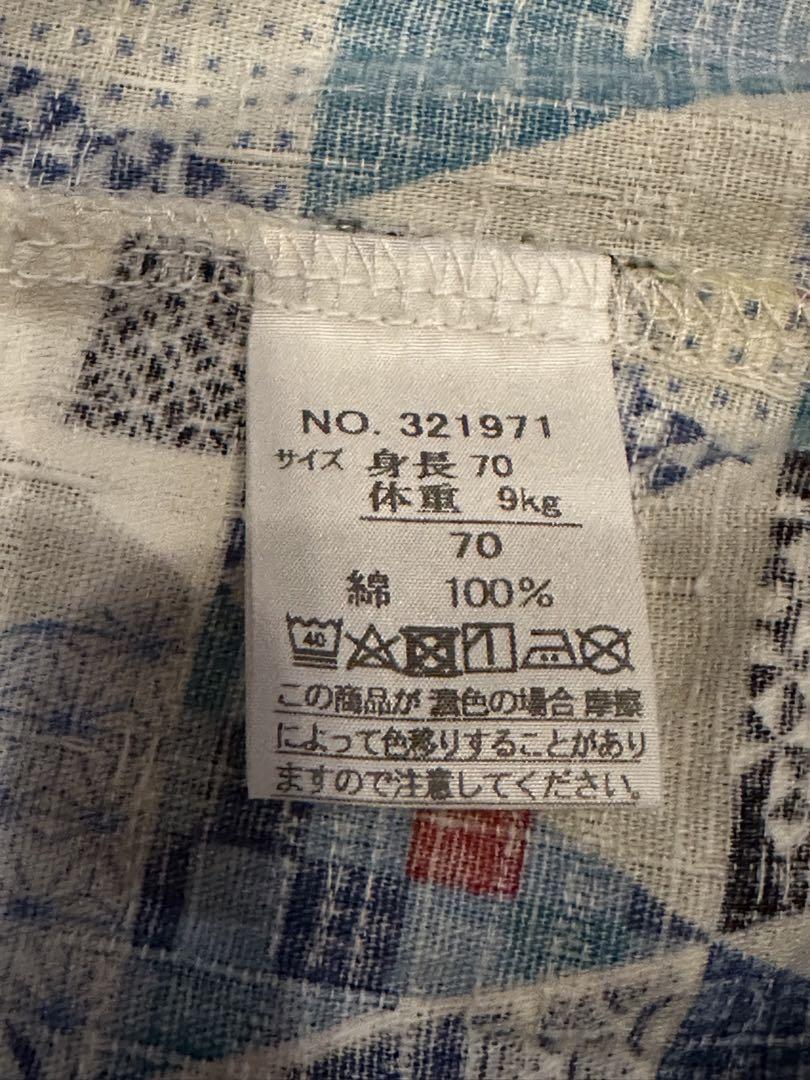 NO. 321971
サイズ 身長 70
体重 9kg
70
綿 100%
40
この商品が 濃色の場合 摩擦
によって色移りすることがあり
ますので注意してください。